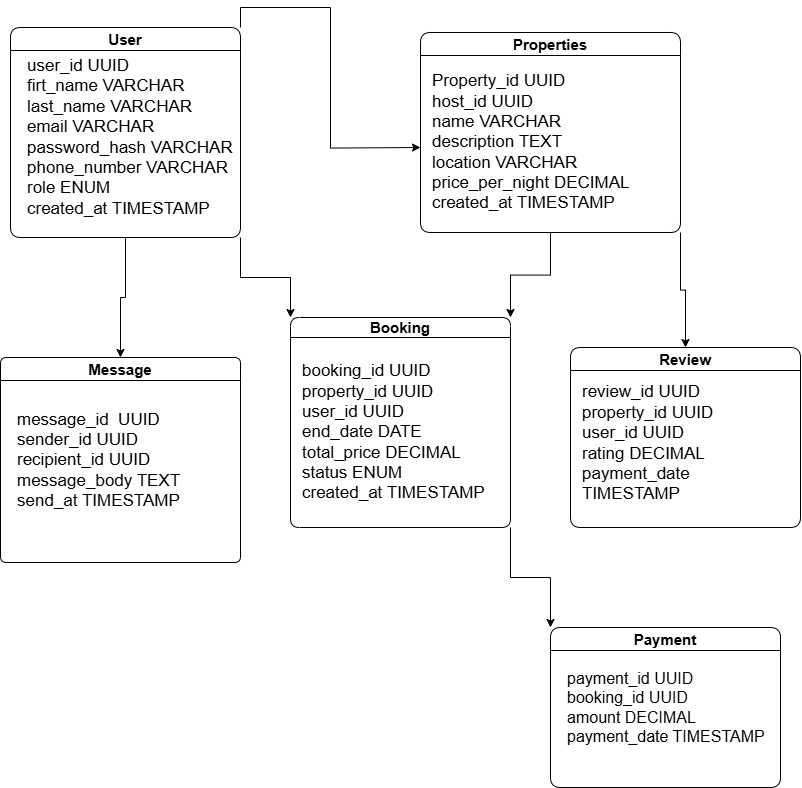 User
user_id UUID
firt_name VARCHAR
last_name VARCHAR
email VARCHAR
password_hash VARCHAR
phone_number VARCHAR
role ENUM
created_at TIMESTAMP
Properties
Property_id UUID
host_id UUID
name VARCHAR
description TEXT
location VARCHAR
price_per_night DECIMAL
created_at TIMESTAMP
Message
message_id  UUID
sender_id UUID
recipient_id UUID
message_body TEXT
send_at TIMESTAMP
Booking
booking_id UUID
property_id UUID
user_id UUID
end_date DATE
total_price DECIMAL
status ENUM
created_at TIMESTAMP
Review
review_id UUID
property_id UUID
user_id UUID
rating DECIMAL
payment_date
TIMESTAMP
Payment
payment_id UUID
booking_id UUID
amount DECIMAL
payment_date TIMESTAMP